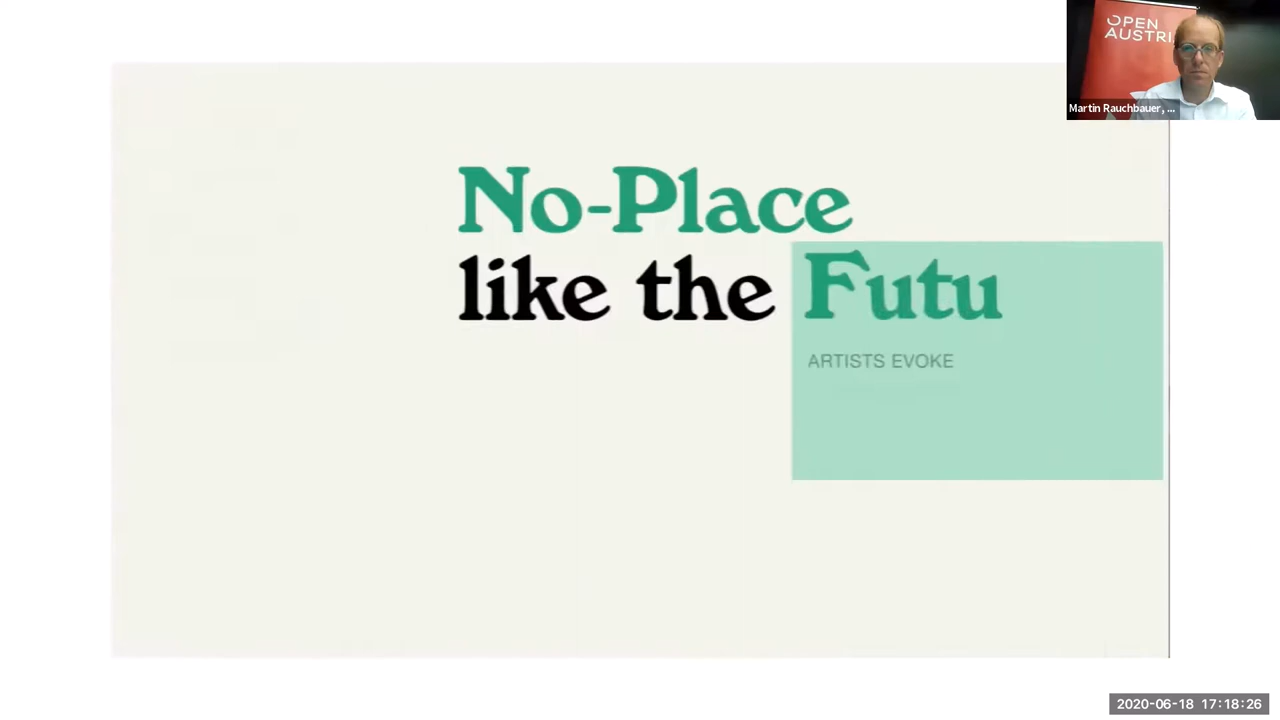 OPEN
AUSTRI
Martin Rauchbauer, ...
No-Place
like the Futu
ARTISTS EVOKE
2020-06-18 17:18:26